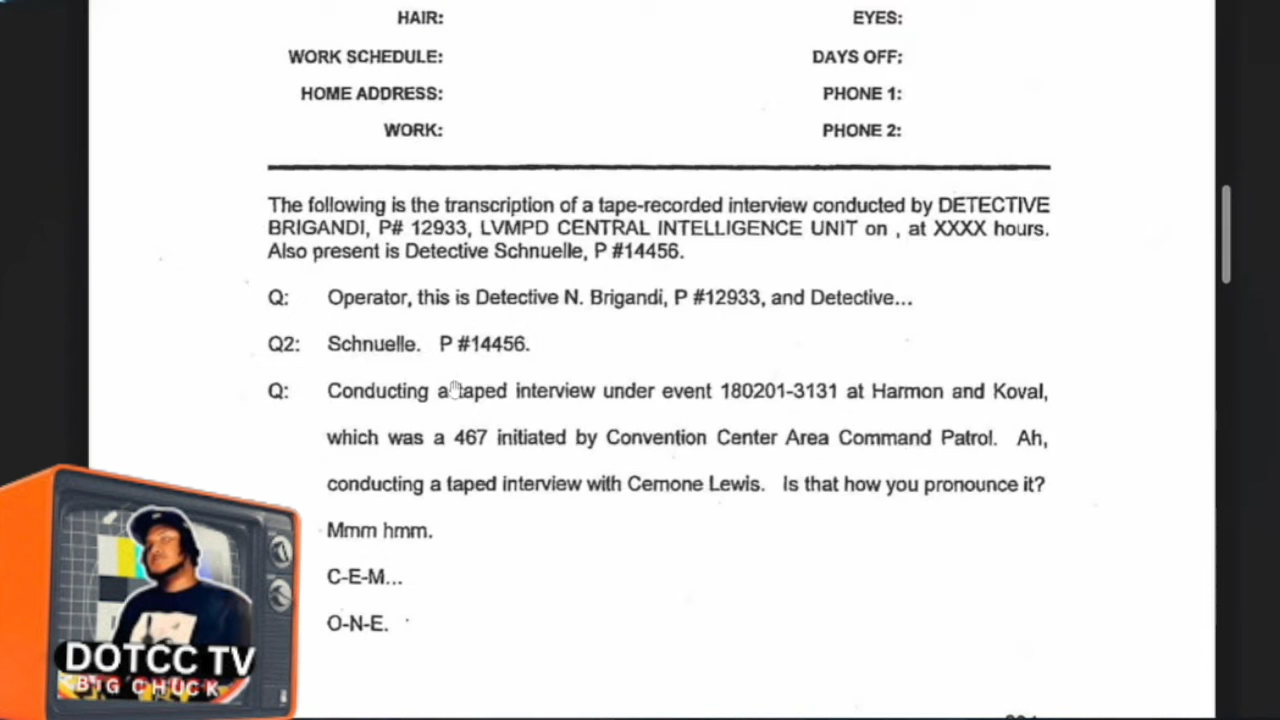 HAIR: EYES:
WORK SCHEDULE: DAYS OFF:
HOME ADDRESS: PHONE 1:
WORK: PHONE 2:
The following is the transcription of a tape-recorded interview conducted by DETECTIVE
BRIGANDI, P# 12933, LVMPD CENTRAL INTELLIGENCE UNIT on , at XXXX hours.
Also present is Detective Schnuelle, P #14456.
Q: Operator, this is Detective N. Brigandi, P #12933, and Detective...
Q2: Schnuelle. P #14456.
Q: Conducting a taped interview under event 180201-3131 at Harmon and Koval,
which was a 467 initiated by Convention Center Area Command Patrol. Ah,
conducting a taped interview with Cemone Lewis. Is that how you pronounce it?
Mmm hmm.
C-E-M...
O-N-E.
DOTCC TV
BIG CHUCK